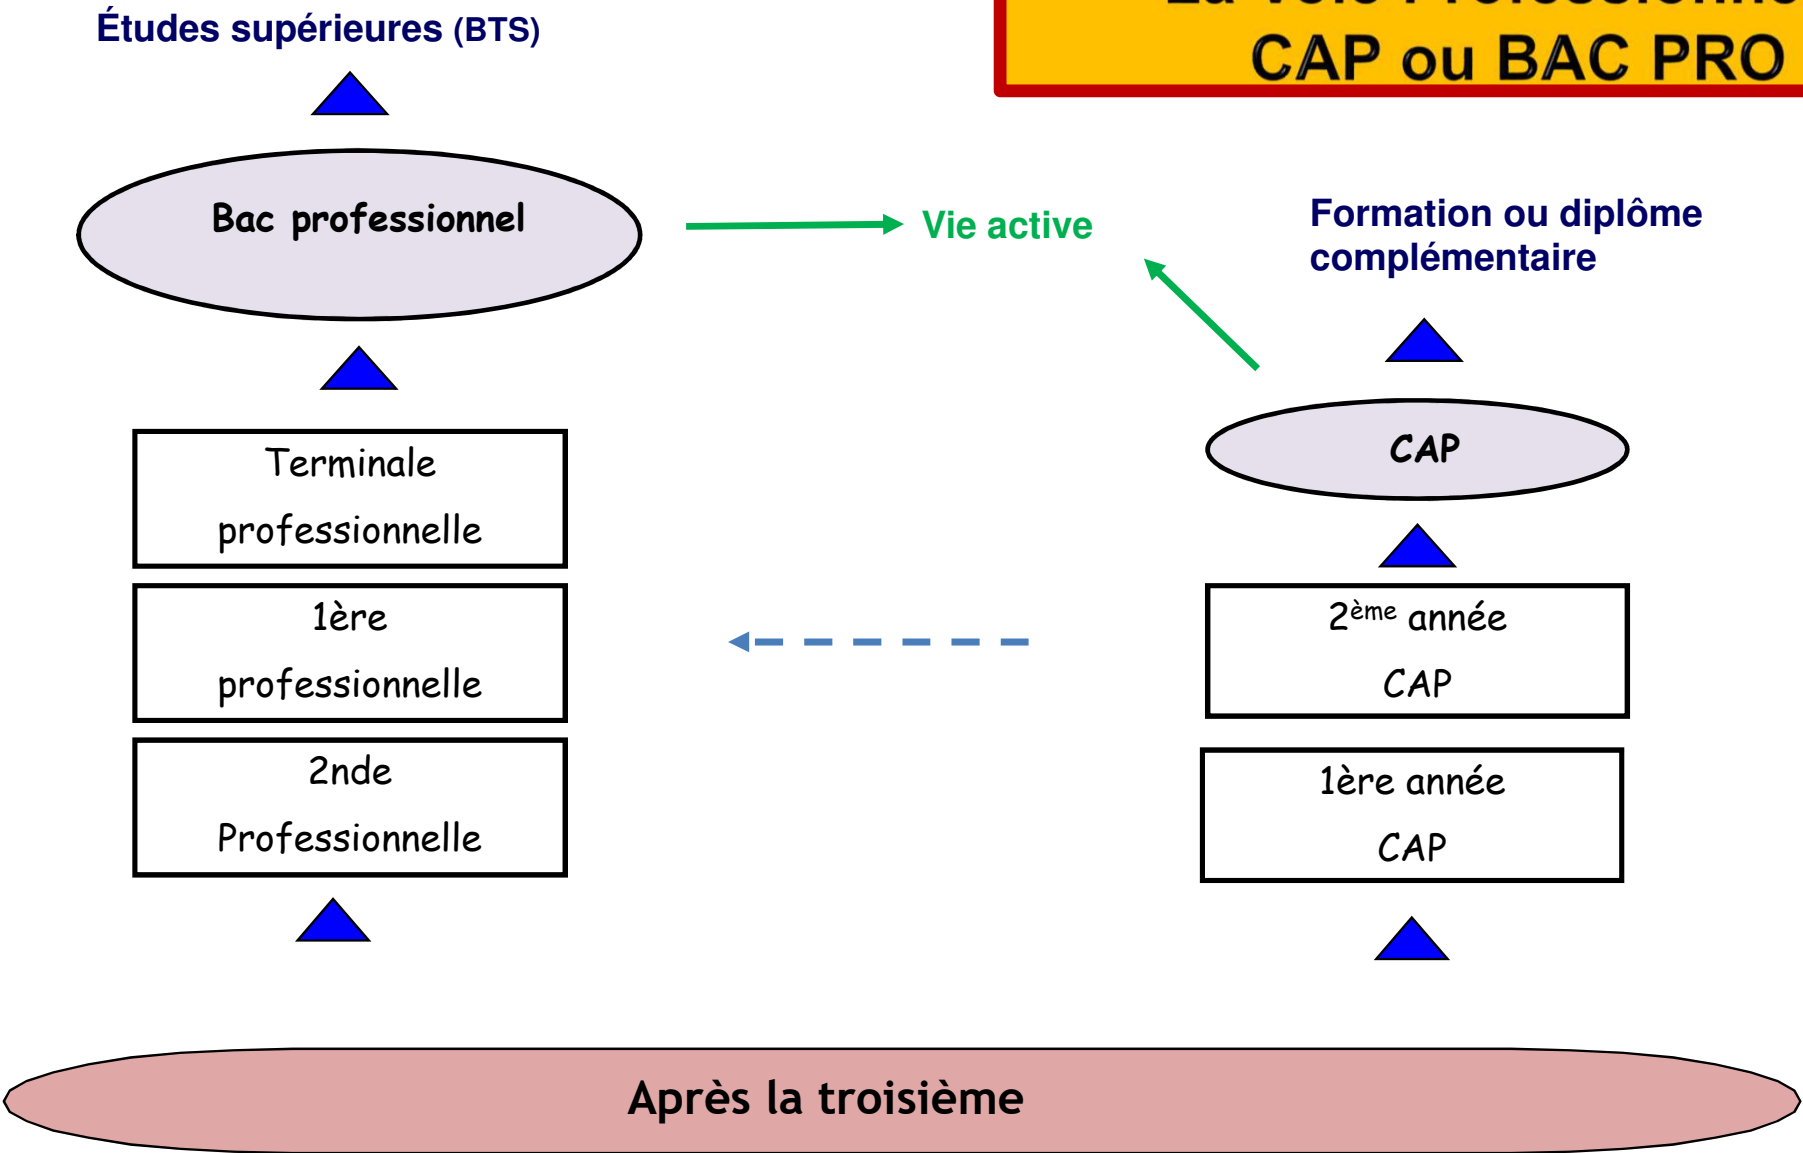 Études supérieures (BTS)
CAP ou BAC PRO
Bac professionnel
Vie active
Formation ou diplôme
complémentaire
Terminale
professionnelle
1ère
professionnelle
2nde
Professionnelle
CAP
2ème année
CAP
1ère année
CAP
Après la troisième